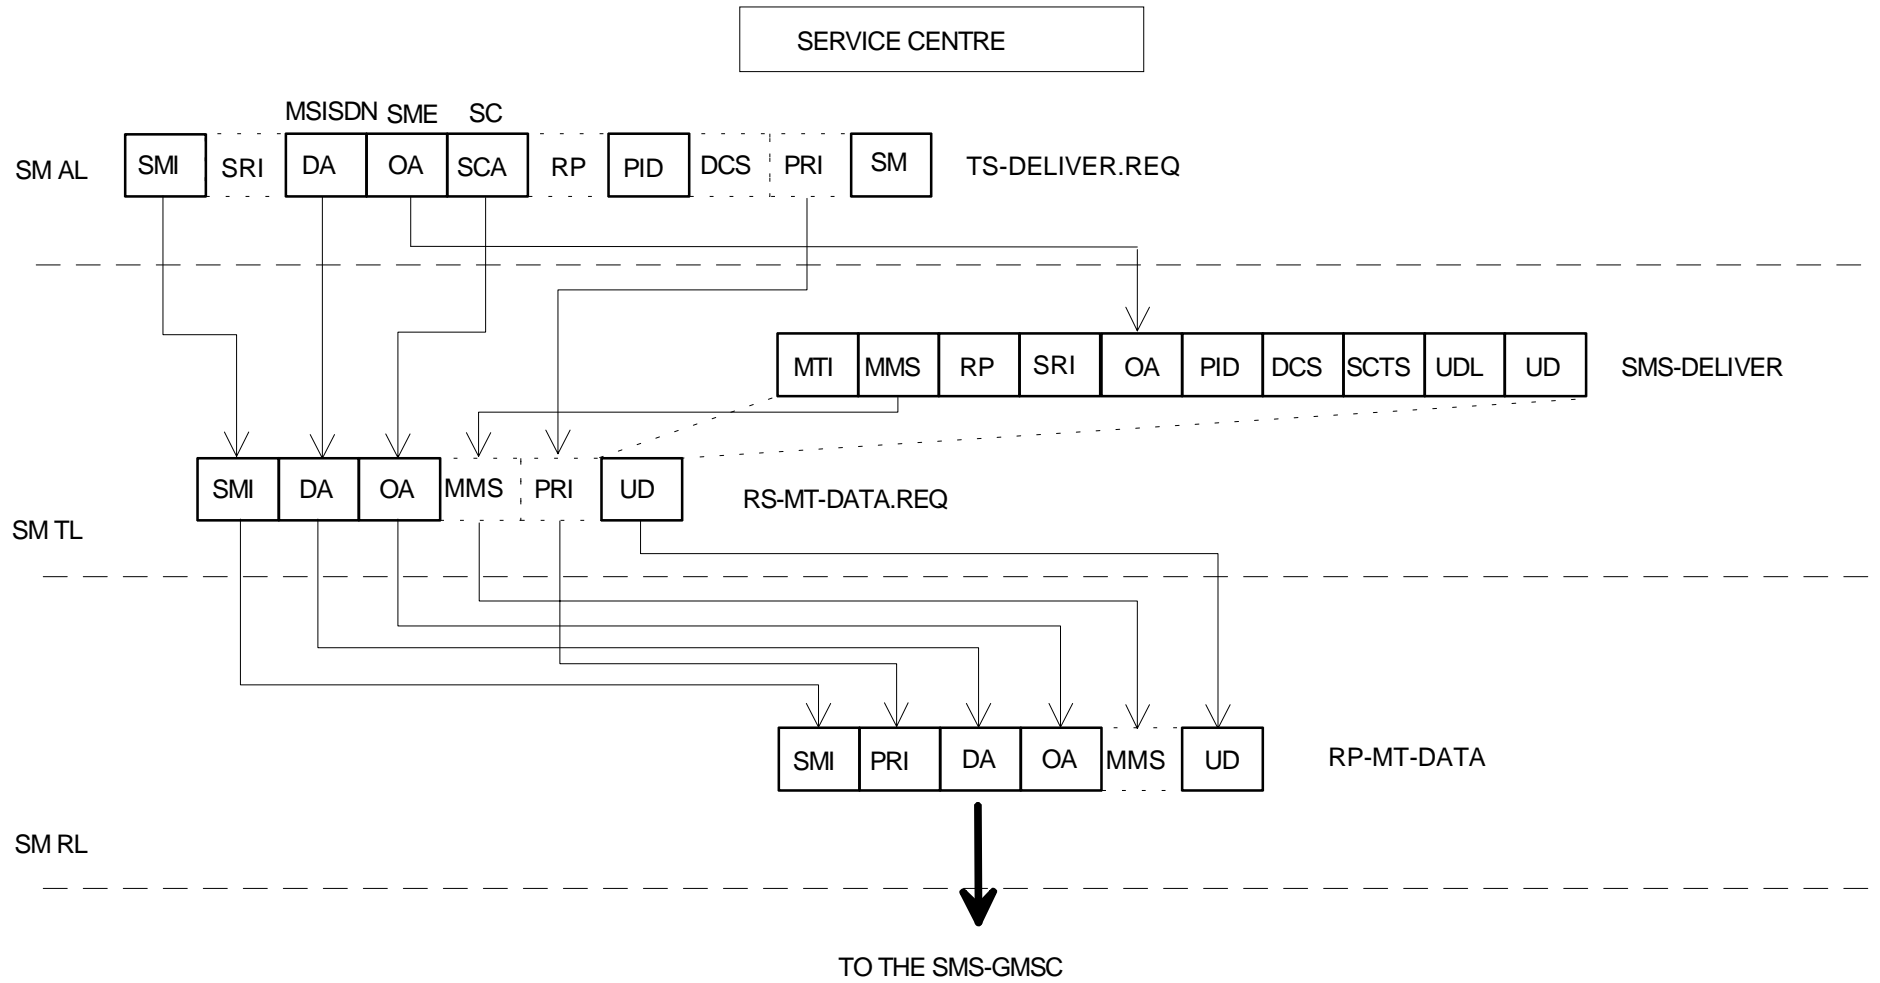 SERVICE CENTRE
MSISDN SME SC
SM AL SMI SRI DA OA SCA RP PID DCS PRI SM TS-DELIVER.REQ
MTI MMS RP SRI OA PID DCS SCTS UDL UD SMS-DELIVER
SMI DA OA MMS PRI UD RS-MT-DATA.REQ
SM TL
SMI PRI DA OA MMS UD RP-MT-DATA
SM RL
TO THE SMS-GMSC